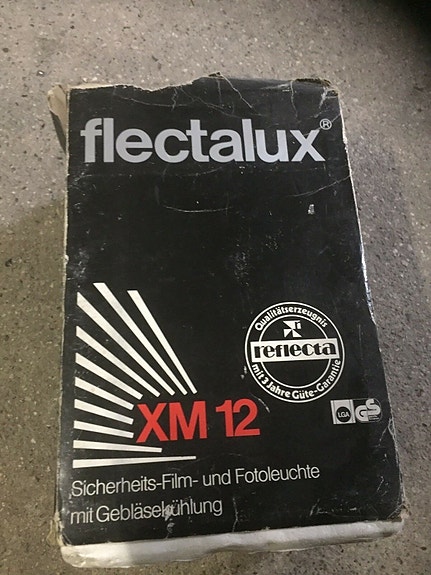 flectalux®
Qualitätserzeugnis
reflecta
mit 3 Jahre Güte-Garantie
XM 12
LGA GS
Sicherheits-Film- und Fotoleuchte
mit Gebläsekühlung